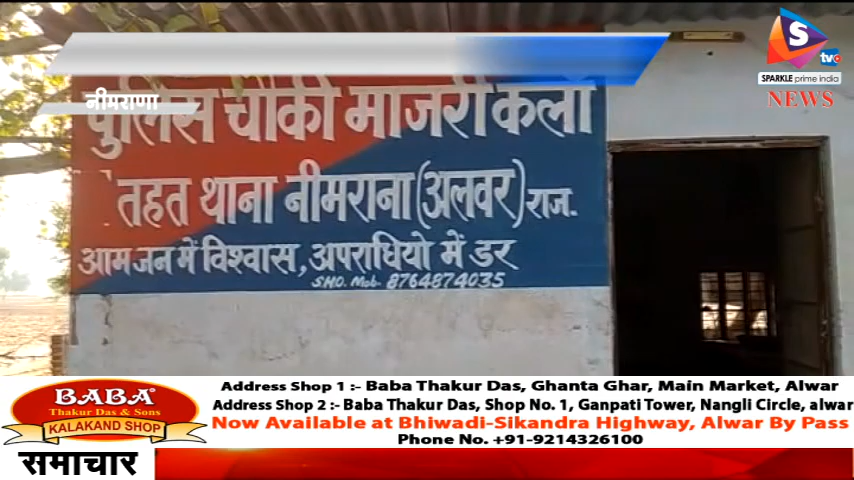 S
tv
SPARKLE prime INDIA
NEWS
नीमराणा
पुलिस चौकी माजरी कलाँ
तहत थाना नीमराना (अलवर) राज.
आम जन में विश्वास, अपराधियो में डर
SHO. Mob. 8764874035
BABA
Thakur Das & Sons
KALAKAND SHOP
Address Shop 1 :- Baba Thakur Das, Ghanta Ghar, Main Market, Alwar
Address Shop 2 :- Baba Thakur Das, Shop No. 1, Ganpati Tower, Nangli Circle, alwar
Now Available at Bhiwadi-Sikandra Highway, Alwar By Pass
Phone No. +91-9214326100
समाचार